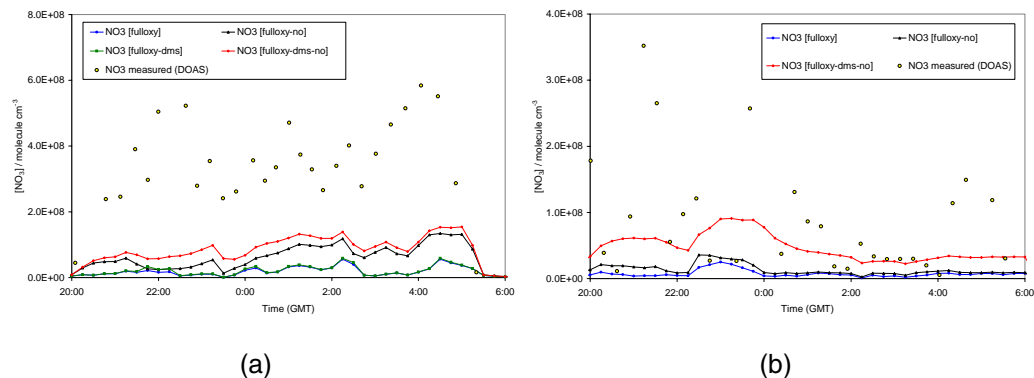 8.0E+08
6.0E+08
4.0E+08
2.0E+08
0.0E+00
[NO3] / molecule cm-3
NO3 [fulloxy]
NO3 [fulloxy-no]
NO3 [fulloxy-dms]
NO3 [fulloxy-dms-no]
NO3 measured (DOAS)
20:00 22:00 0:00 2:00 4:00 6:00
Time (GMT)
(a)
4.0E+08
3.0E+08
2.0E+08
1.0E+08
0.0E+00
[NO3] / molecule cm-3
NO3 [fulloxy]
NO3 [fulloxy-no]
NO3 [fulloxy-dms-no]
NO3 measured (DOAS)
20:00 22:00 0:00 2:00 4:00 6:00
Time (GMT)
(b)